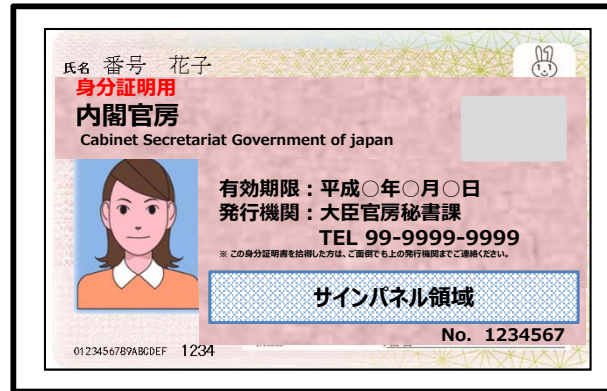 氏名 番号 花子
身分証明用
内閣官房
Cabinet Secretariat Government of japan
有効期限：平成○年○月○日
発行機関：大臣官房秘書課
TEL 99-9999-9999
※ この身分証明書を拾得した方は、ご面倒でも上の発行機関までご連絡ください。
サインパネル領域
No. 1234567
0123456789ABCDEF 1234